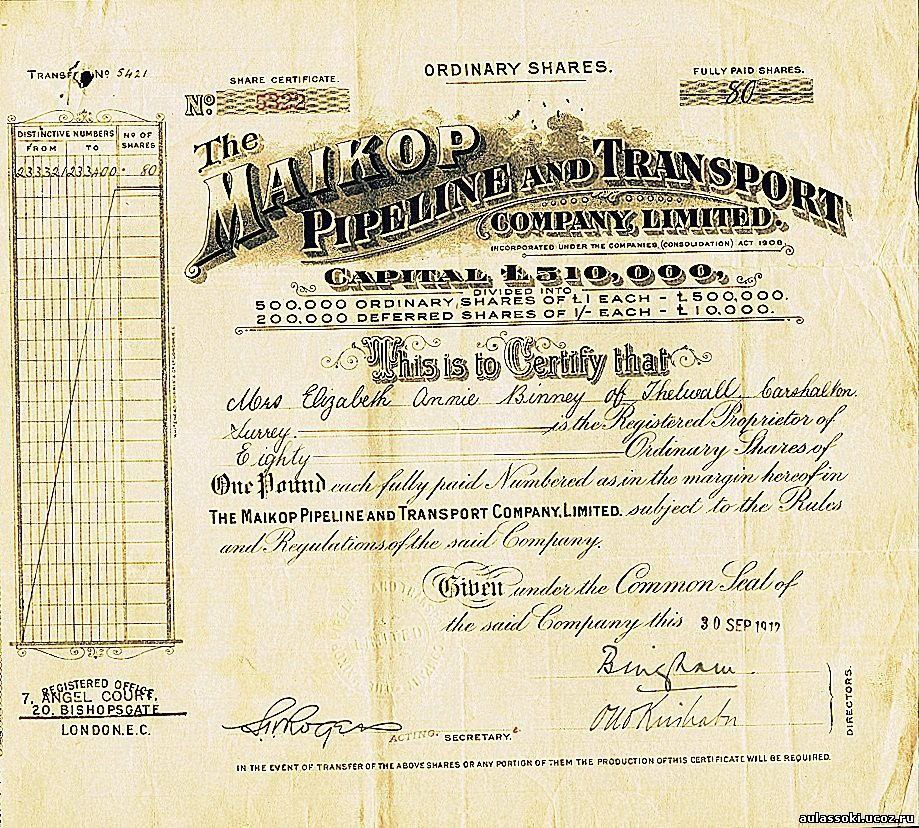 TRANSFER No 5421
SHARE CERTIFICATE.
No. 5322
ORDINARY SHARES.
FULLY PAID SHARES.
80
DISTINCTIVE NUMBERS
FROM TO
No OF SHARES
233321 233400 80
The
MAIKOP
PIPELINE AND TRANSPORT
COMPANY, LIMITED.
INCORPORATED UNDER THE COMPANIES (CONSOLIDATION) ACT 1908
CAPITAL £510,000,
DIVIDED INTO
500,000 ORDINARY SHARES OF £1 EACH - £500,000.
200,000 DEFERRED SHARES OF 1/- EACH - £10,000.
This is to Certify that
Mrs Elizabeth Annie Binney of Thelwall, Carshalton.
Surrey. is the Registered Proprietor of
Eighty Ordinary Shares of
One Pound each fully paid Numbered as in the margin hereof in
THE MAIKOP PIPELINE AND TRANSPORT COMPANY, LIMITED. subject to the Rules
and Regulations of the said Company.
Given under the Common Seal of
the said Company this 30 SEP 1912
Bingham
DIRECTORS.
REGISTERED OFFICE,
7, ANGEL COURT,
20. BISHOPSGATE
LONDON. E.C.
Rogers
ACTING. SECRETARY.
IN THE EVENT OF TRANSFER OF THE ABOVE SHARES OR ANY PORTION OF THEM THE PRODUCTION OF THIS CERTIFICATE WILL BE REQUIRED.
aulassoki.ucoz.ru